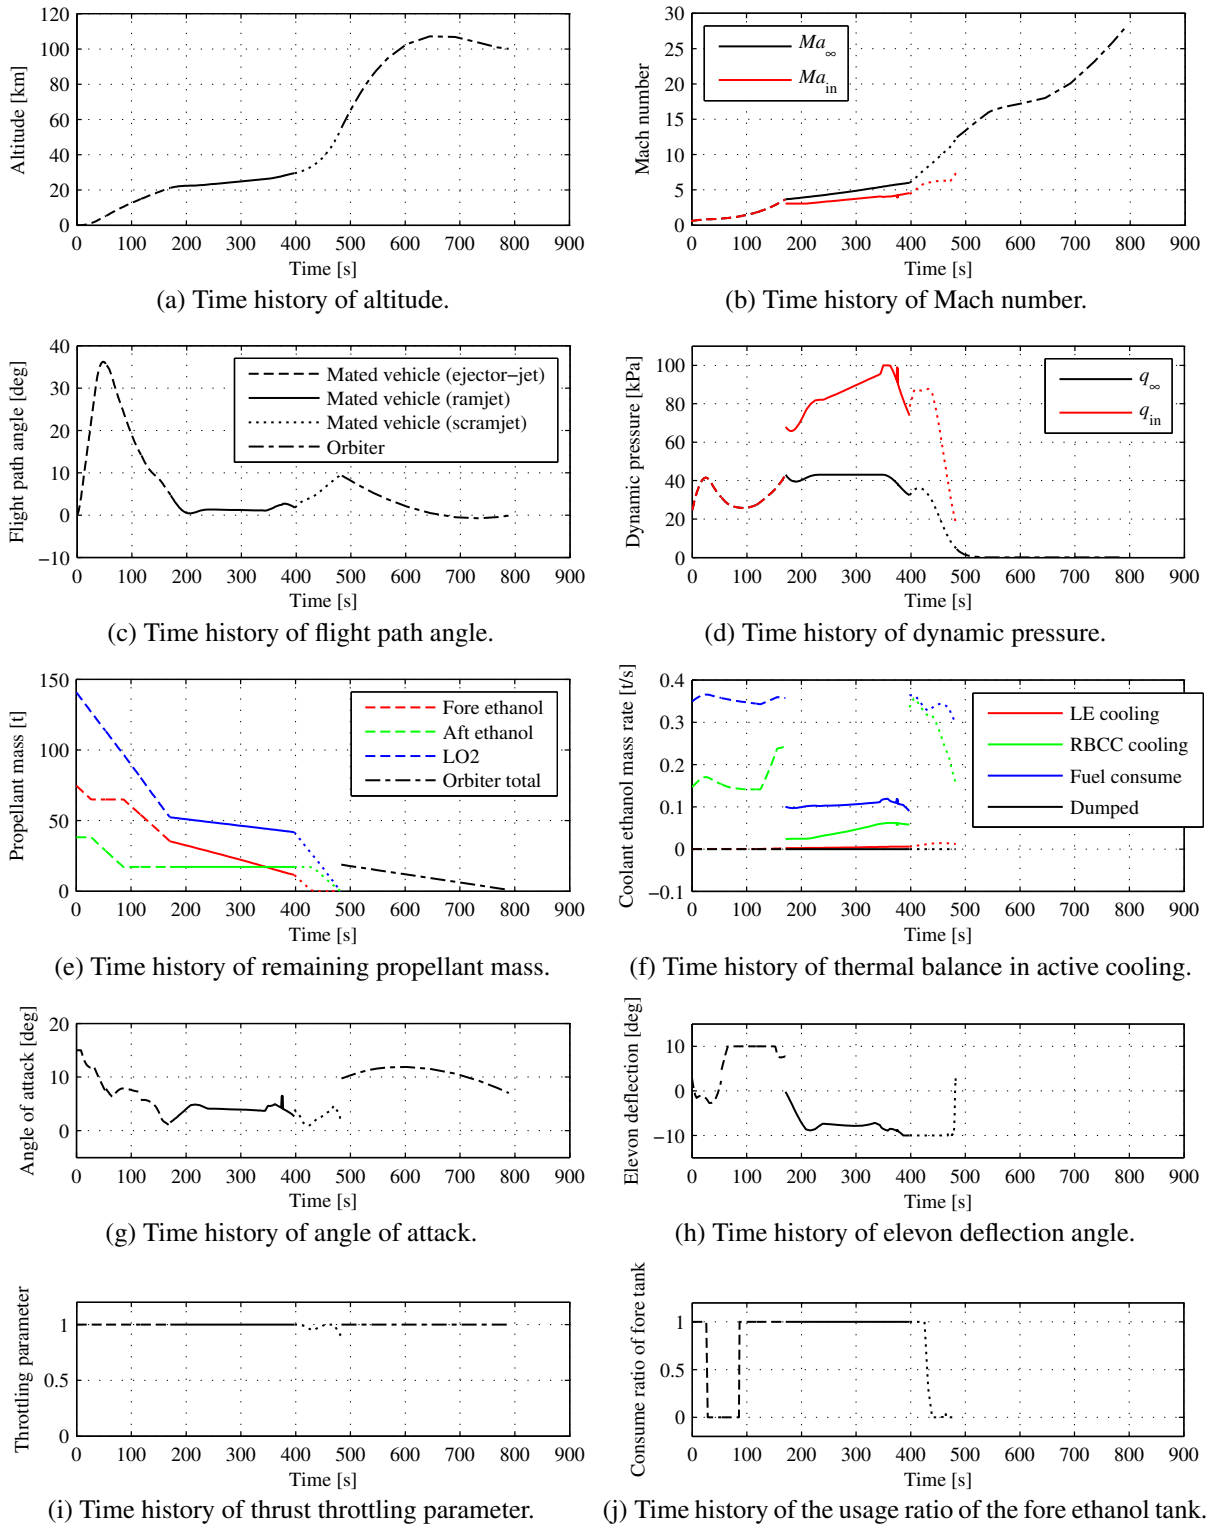 120
100
80
60
40
20
0
0 100 200 300 400 500 600 700 800 900
Altitude [km]
Time [s]
(a) Time history of altitude.
30
25
20
15
10
5
0
0 100 200 300 400 500 600 700 800 900
Mach number
Ma∞
Ma in
Time [s]
(b) Time history of Mach number.
40
30
20
10
0
−10
0 100 200 300 400 500 600 700 800 900
Flight path angle [deg]
Mated vehicle (ejector−jet)
Mated vehicle (ramjet)
Mated vehicle (scramjet)
Orbiter
Time [s]
(c) Time history of flight path angle.
100
80
60
40
20
0
0 100 200 300 400 500 600 700 800 900
Dynamic pressure [kPa]
q∞
q in
Time [s]
(d) Time history of dynamic pressure.
150
100
50
0
0 100 200 300 400 500 600 700 800 900
Propellant mass [t]
Fore ethanol
Aft ethanol
LO2
Orbiter total
Time [s]
(e) Time history of remaining propellant mass.
0.4
0.3
0.2
0.1
0
−0.1
0 100 200 300 400 500 600 700 800 900
Coolant ethanol mass rate [t/s]
LE cooling
RBCC cooling
Fuel consume
Dumped
Time [s]
(f) Time history of thermal balance in active cooling.
20
10
0
0 100 200 300 400 500 600 700 800 900
Angle of attack [deg]
Time [s]
(g) Time history of angle of attack.
10
0
−10
0 100 200 300 400 500 600 700 800 900
Elevon deflection [deg]
Time [s]
(h) Time history of elevon deflection angle.
1
0.5
0
0 100 200 300 400 500 600 700 800 900
Throttling parameter
Time [s]
(i) Time history of thrust throttling parameter.
1
0.5
0
0 100 200 300 400 500 600 700 800 900
Consume ratio of fore tank
Time [s]
(j) Time history of the usage ratio of the fore ethanol tank.